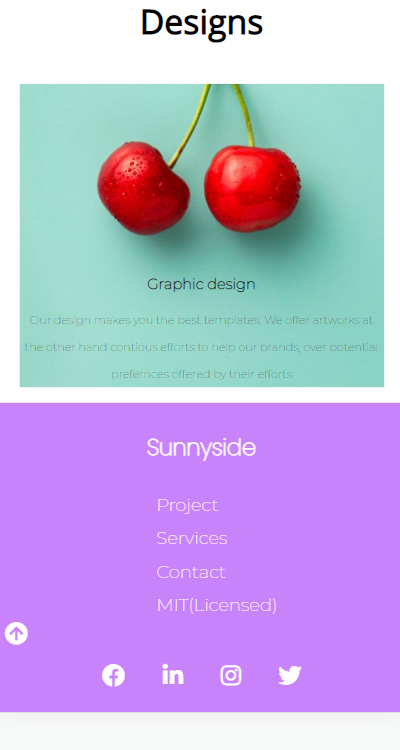 Designs
Graphic design
Our design makes you the best templates. We offer artworks at
the other hand contious efforts to help our brands, over potential
prefernces offered by their efforts
Sunnyside
Project
Services
Contact
MIT(Licensed)